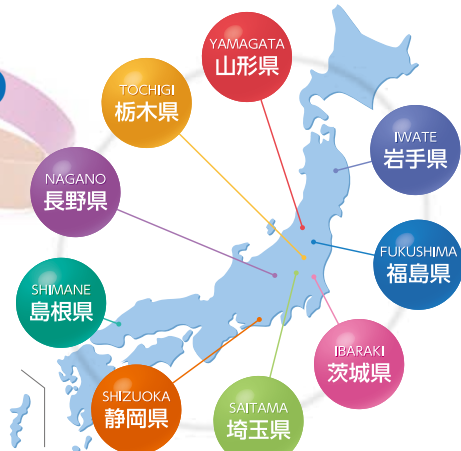 YAMAGATA
山形県
TOCHIGI
栃木県
IWATE
岩手県
NAGANO
長野県
FUKUSHIMA
福島県
SHIMANE
島根県
IBARAKI
茨城県
SHIZUOKA
静岡県
SAITAMA
埼玉県